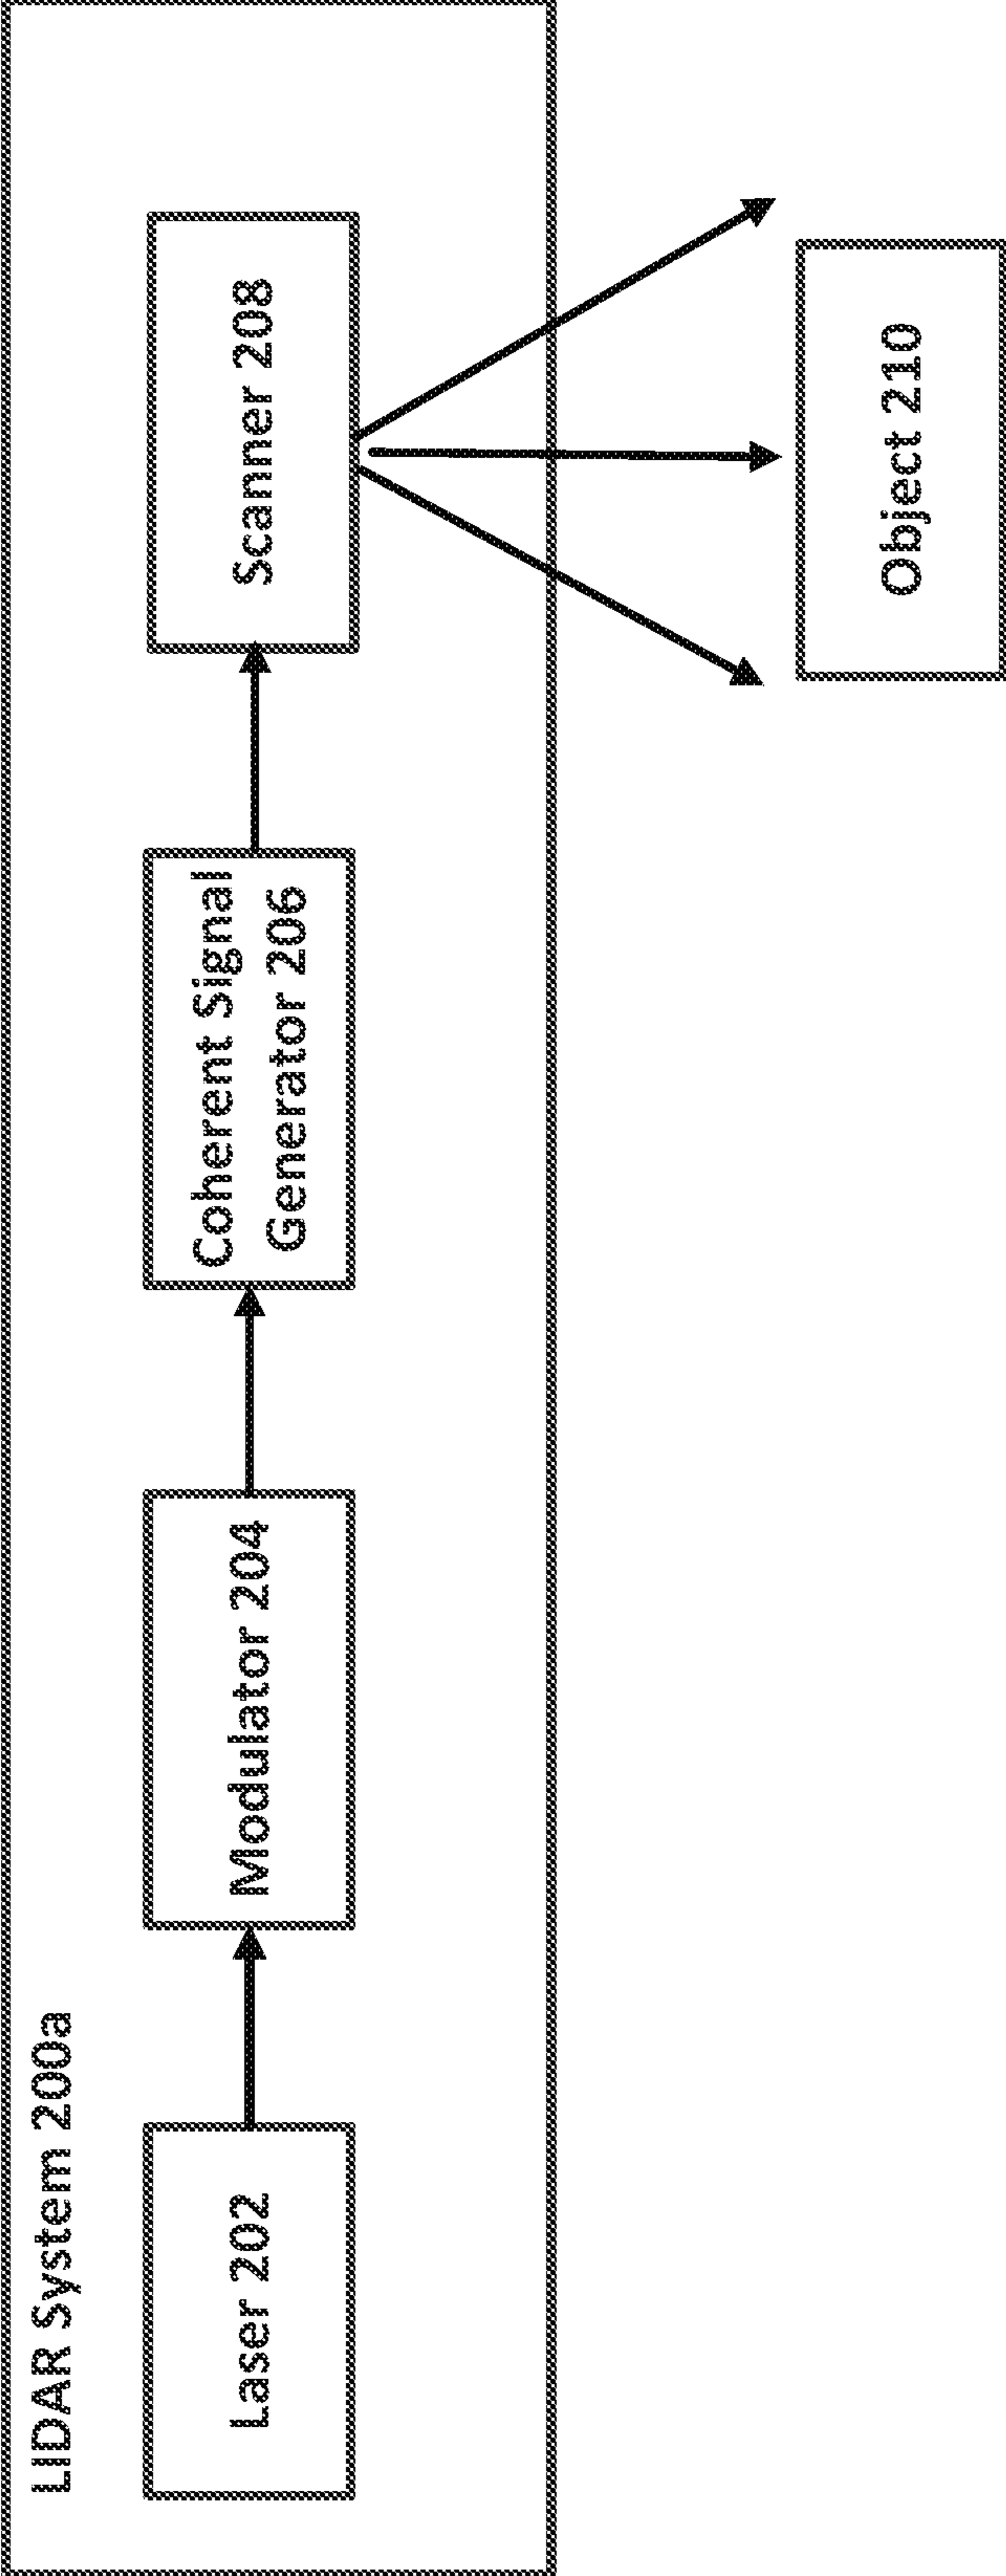 LIDAR System 200a
Laser 202
Modulator 204
Coherent Signal
Generator 206
Scanner 208
Object 210